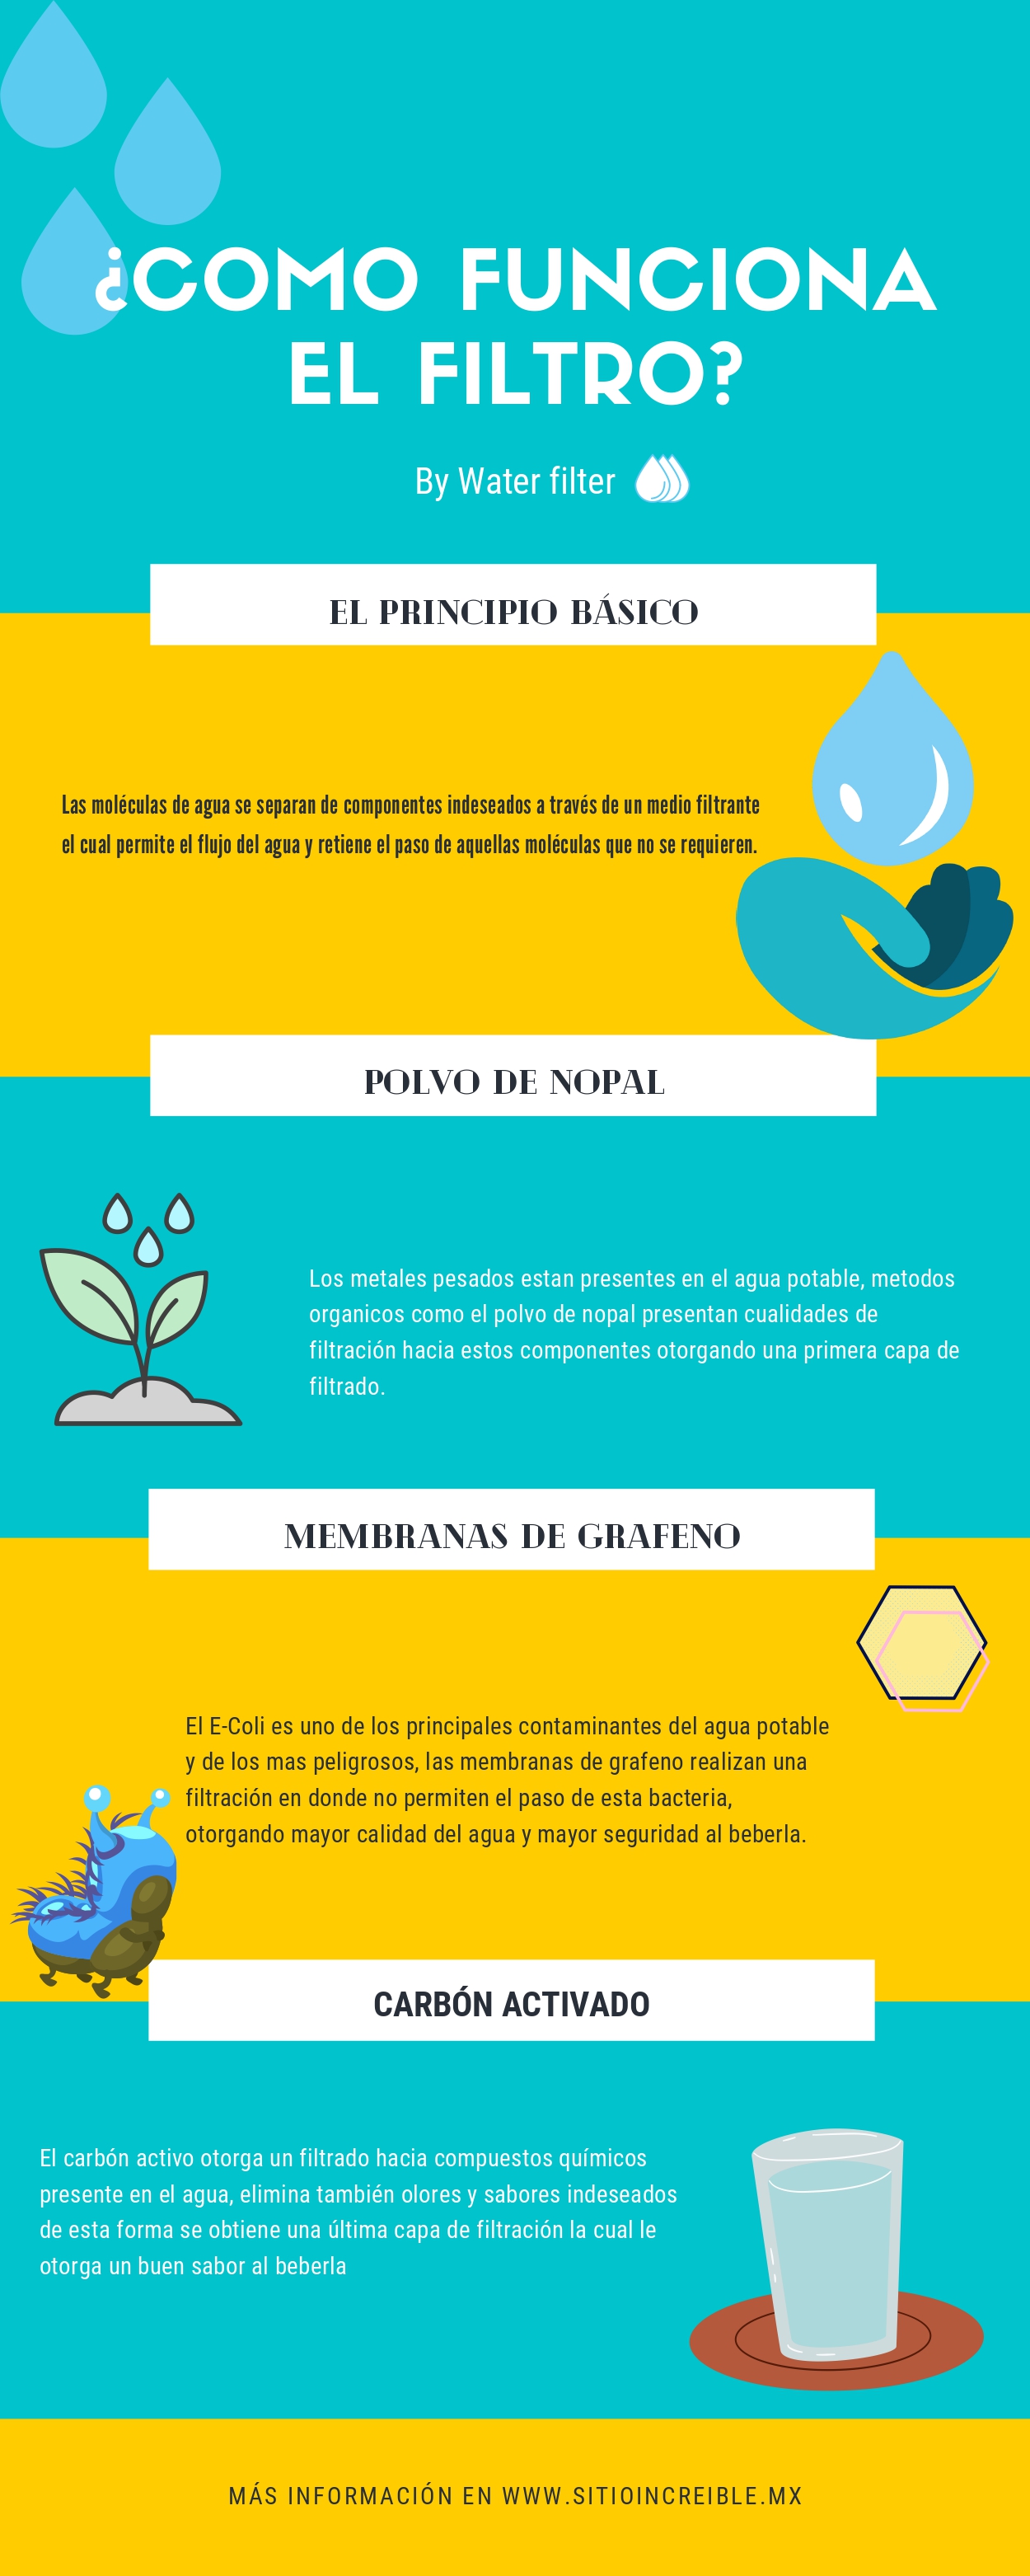 ¿COMO FUNCIONA
EL FILTRO?
By Water filter
EL PRINCIPIO BÁSICO
Las moléculas de agua se separan de componentes indeseados a través de un medio filtrante
el cual permite el flujo del agua y retiene el paso de aquellas moléculas que no se requieren.
POLVO DE NOPAL
Los metales pesados estan presentes en el agua potable, metodos
organicos como el polvo de nopal presentan cualidades de
filtración hacia estos componentes otorgando una primera capa de
filtrado.
MEMBRANAS DE GRAFENO
El E-Coli es uno de los principales contaminantes del agua potable
y de los mas peligrosos, las membranas de grafeno realizan una
filtración en donde no permiten el paso de esta bacteria,
otorgando mayor calidad del agua y mayor seguridad al beberla.
CARBÓN ACTIVADO
El carbón activo otorga un filtrado hacia compuestos químicos
presente en el agua, elimina también olores y sabores indeseados
de esta forma se obtiene una última capa de filtración la cual le
otorga un buen sabor al beberla
MÁS INFORMACIÓN EN WWW.SITIOINCREIBLE.MX